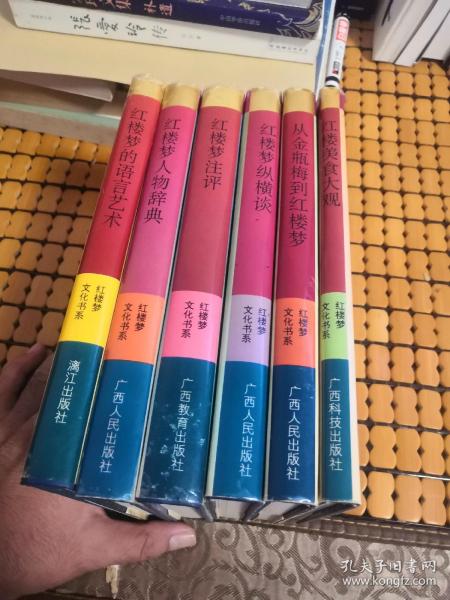 张爱玲传
红楼梦的语言艺术
红楼梦
文化书系
漓江出版社
红楼梦人物辞典
红楼梦
文化书系
广西人民出版社
红楼梦注评
红楼梦
文化书系
广西教育出版社
红楼梦纵横谈
红楼梦
文化书系
广西人民出版社
从金瓶梅到红楼梦
红楼梦
文化书系
广西人民出版社
红楼美食大观
红楼梦
文化书系
广西科技出版社
孔夫子旧书网
www.kongfz.com